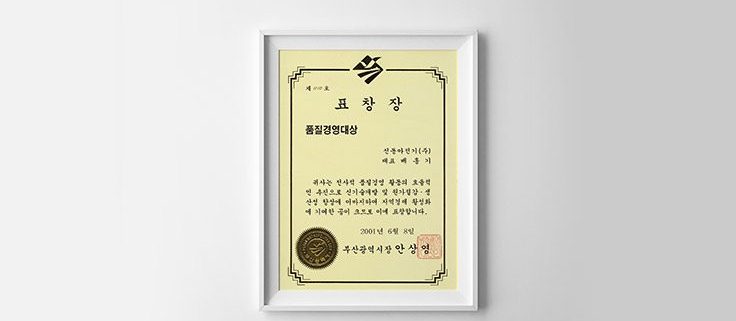 제 호
표 창 장
품질경영대상
신동아전기(주)
대표 배 홍 기
귀사는 전사적 품질경영 활동의 효율적
인 추진으로 신기술개발 및 원가절감·생
산성 향상에 이바지하여 지역경제 활성화
에 기여한 공이 크므로 이에 표창합니다.
2001년 6월 8일
부산광역시장 안상영